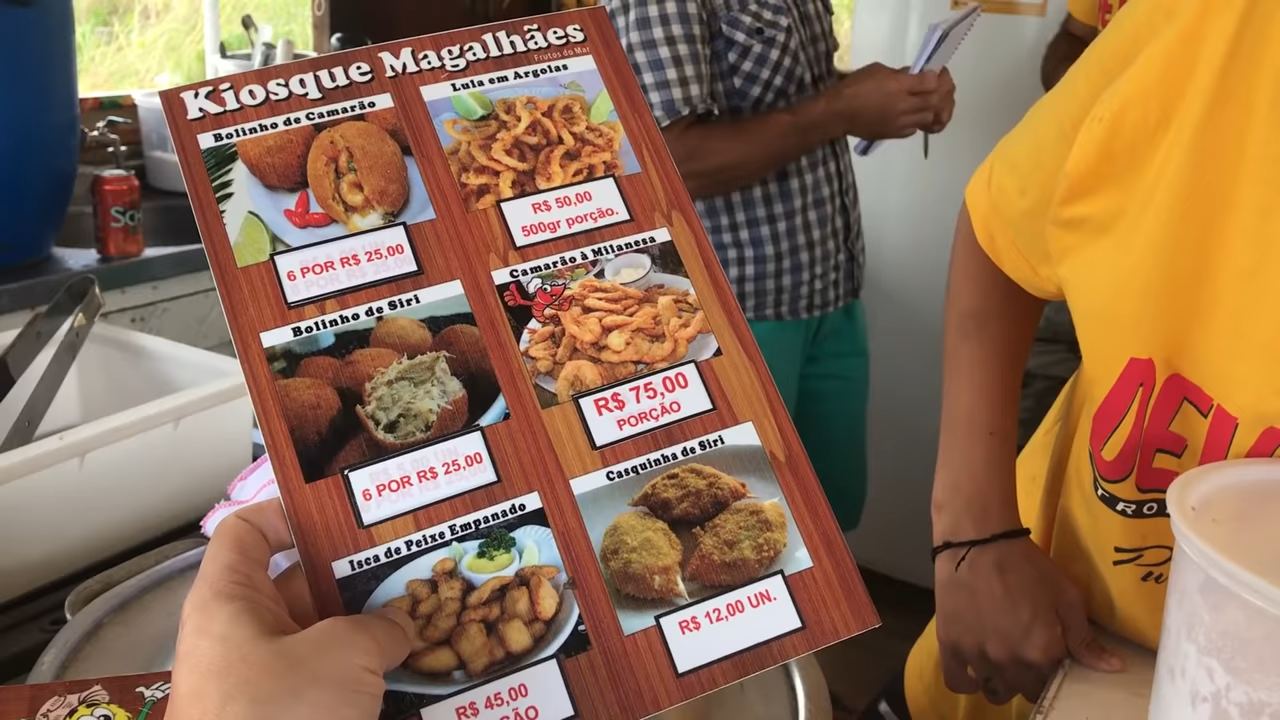 Kiosque Magalhães
Frutos do Mar
Bolinho de Camarão
6 POR R$ 25,00
Lula em Argolas
R$ 50,00
500gr porção.
Bolinho de Siri
6 POR R$ 25,00
Camarão à Milanesa
R$ 75,00
PORÇÃO
Isca de Peixe Empanado
R$ 45,00
Casquinha de Siri
R$ 12,00 UN.